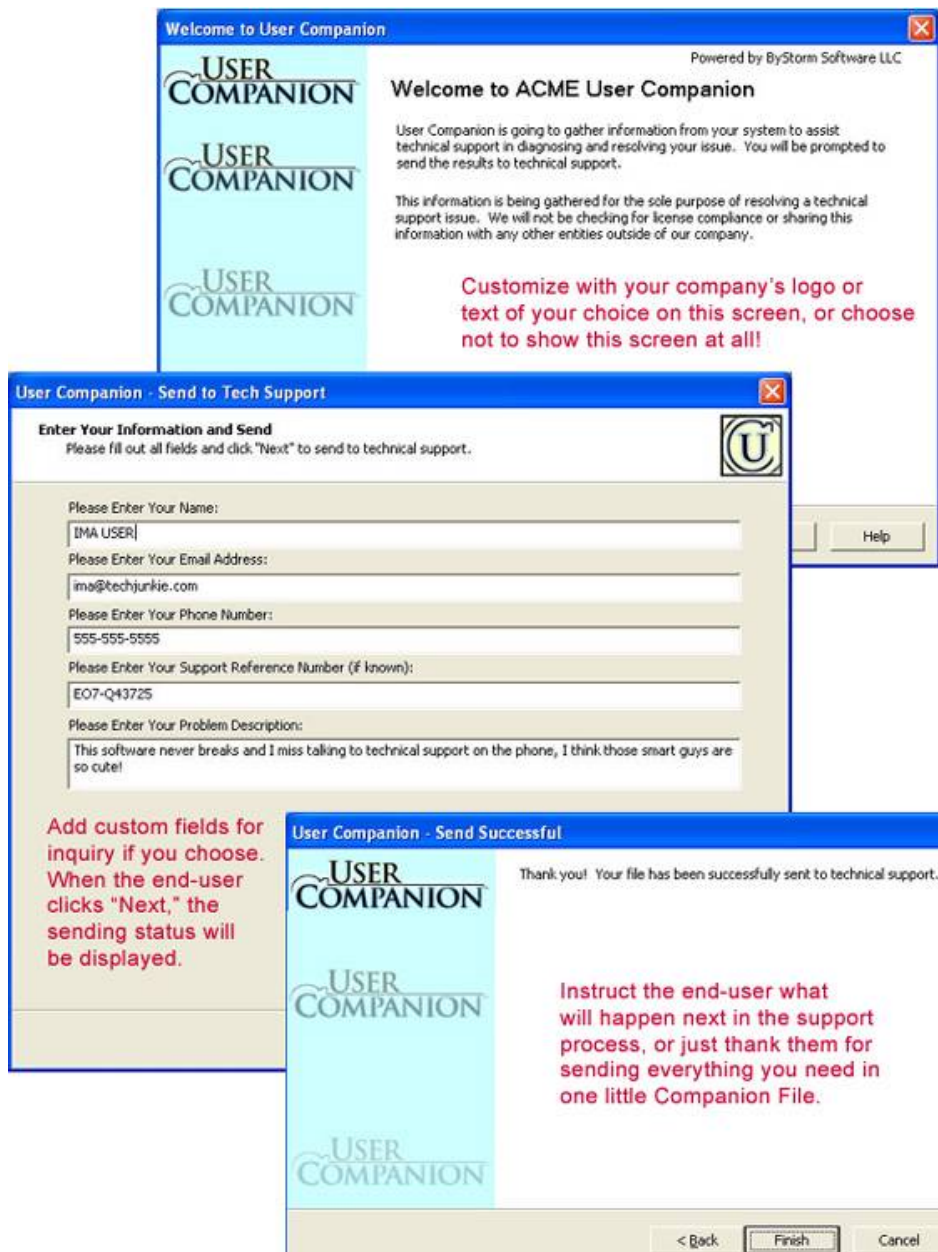 Welcome to User Companion
Powered by ByStorm Software LLC
USER
COMPANION
Welcome to ACME User Companion
User Companion is going to gather information from your system to assist
technical support in diagnosing and resolving your issue. You will be prompted to
send the results to technical support.
USER
COMPANION
This information is being gathered for the sole purpose of resolving a technical
support issue. We will not be checking for license compliance or sharing this
information with any other entities outside of our company.
USER
COMPANION
Customize with your company's logo or
text of your choice on this screen, or choose
not to show this screen at all!
Help
User Companion - Send to Tech Support
Enter Your Information and Send
Please fill out all fields and click "Next" to send to technical support.
U
Please Enter Your Name:
IMA USER
Please Enter Your Email Address:
ima@techjunkie.com
Please Enter Your Phone Number:
555-555-5555
Please Enter Your Support Reference Number (if known):
EO7-Q43725
Please Enter Your Problem Description:
This software never breaks and I miss talking to technical support on the phone, I think those smart guys are
so cute!
Add custom fields for
inquiry if you choose.
When the end-user
clicks "Next," the
sending status will
be displayed.
User Companion - Send Successful
USER
COMPANION
Thank you! Your file has been successfully sent to technical support.
USER
COMPANION
Instruct the end-user what
will happen next in the support
process, or just thank them for
sending everything you need in
one little Companion File.
USER
COMPANION
< Back
Finish
Cancel